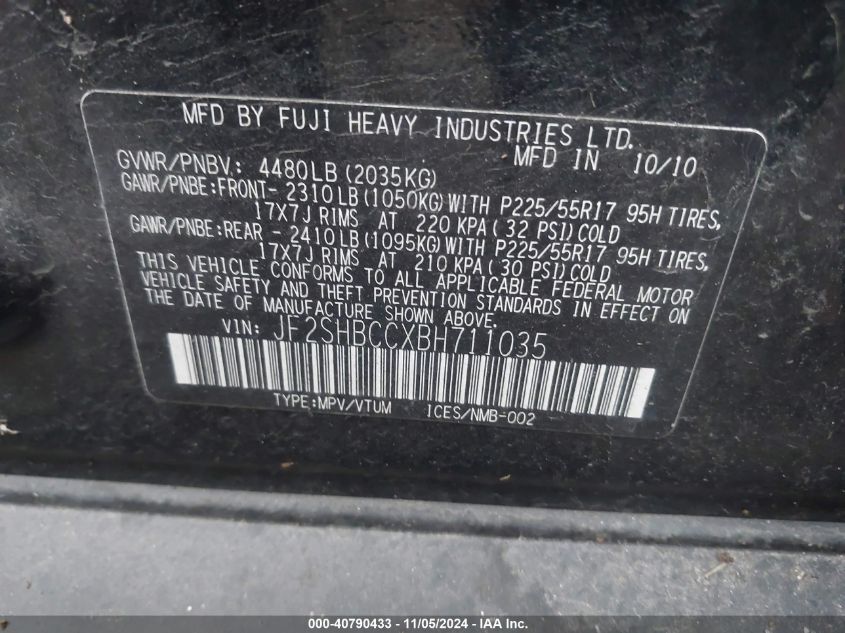 MFD BY FUJI HEAVY INDUSTRIES LTD.
MFD IN 10/10
GVWR/PNBV: 4480LB (2035KG)
GAWR/PNBE:FRONT- 2310LB(1050KG)WITH P225/55R17 95H TIRES,
17X7J RIMS AT 220 KPA( 32 PSI)COLD
GAWR/PNBE:REAR - 2410LB(1095KG)WITH P225/55R17 95H TIRES,
17X7J RIMS AT 210 KPA( 30 PSI)COLD
THIS VEHICLE CONFORMS TO ALL APPLICABLE FEDERAL MOTOR
VEHICLE SAFETY AND THEFT PREVENTION STANDARDS IN EFFECT ON
THE DATE OF MANUFACTURE SHOWN ABOVE.
VIN: JF2SHBCCXBH711035
TYPE:MPV/VTUM ICES/NMB-002
000-40790433 - 11/05/2024 - IAA Inc.